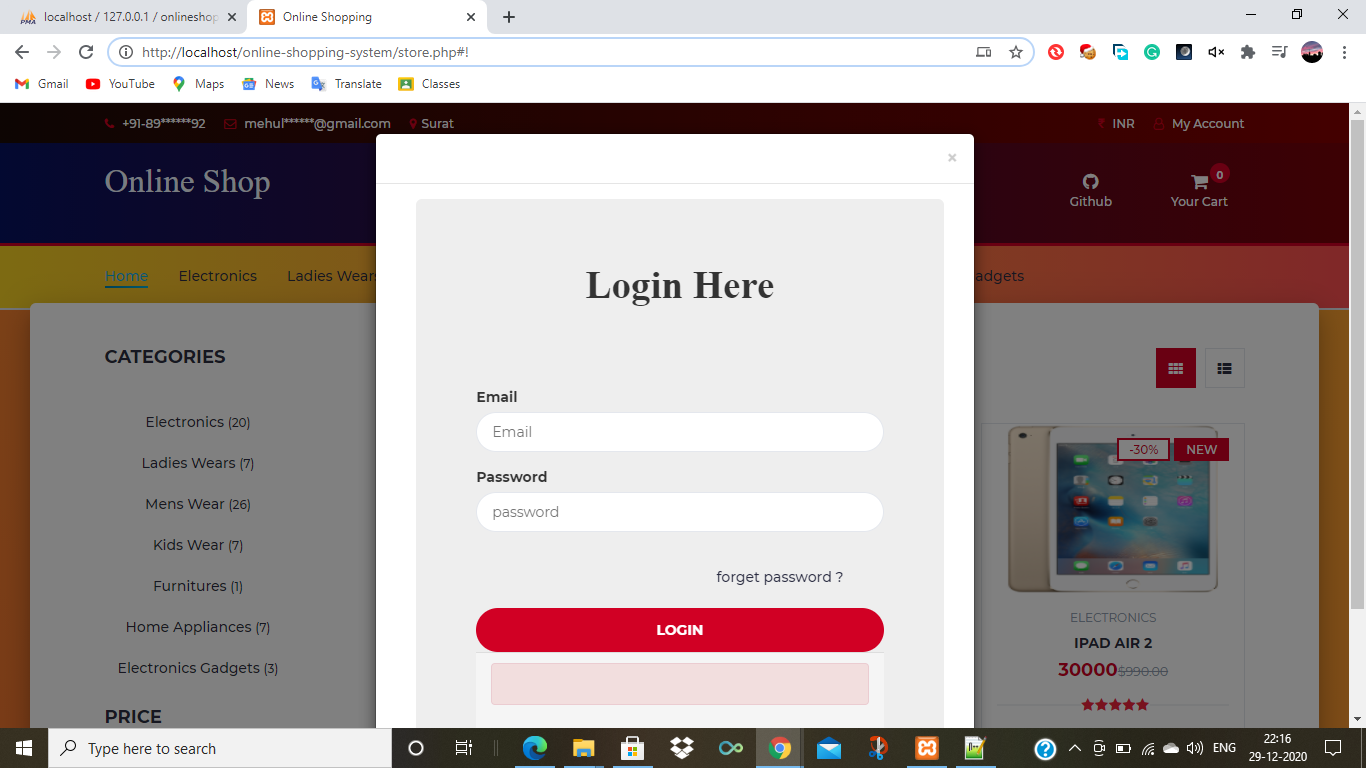 localhost / 127.0.0.1 / onlineshop
Online Shopping
http://localhost/online-shopping-system/store.php#!
Gmail
YouTube
Maps
News
Translate
Classes
+91-89******92 mehul******@gmail.com Surat
INR My Account
Online Shop
Github
0
Your Cart
Home Electronics Ladies Wears
adgets
×
Login Here
Email
Email
Password
password
forget password ?
LOGIN
CATEGORIES
Electronics (20)
Ladies Wears (7)
Mens Wear (26)
Kids Wear (7)
Furnitures (1)
Home Appliances (7)
Electronics Gadgets (3)
PRICE
-30% NEW
ELECTRONICS
IPAD AIR 2
30000 $990.00
Type here to search
ENG
22:16
29-12-2020